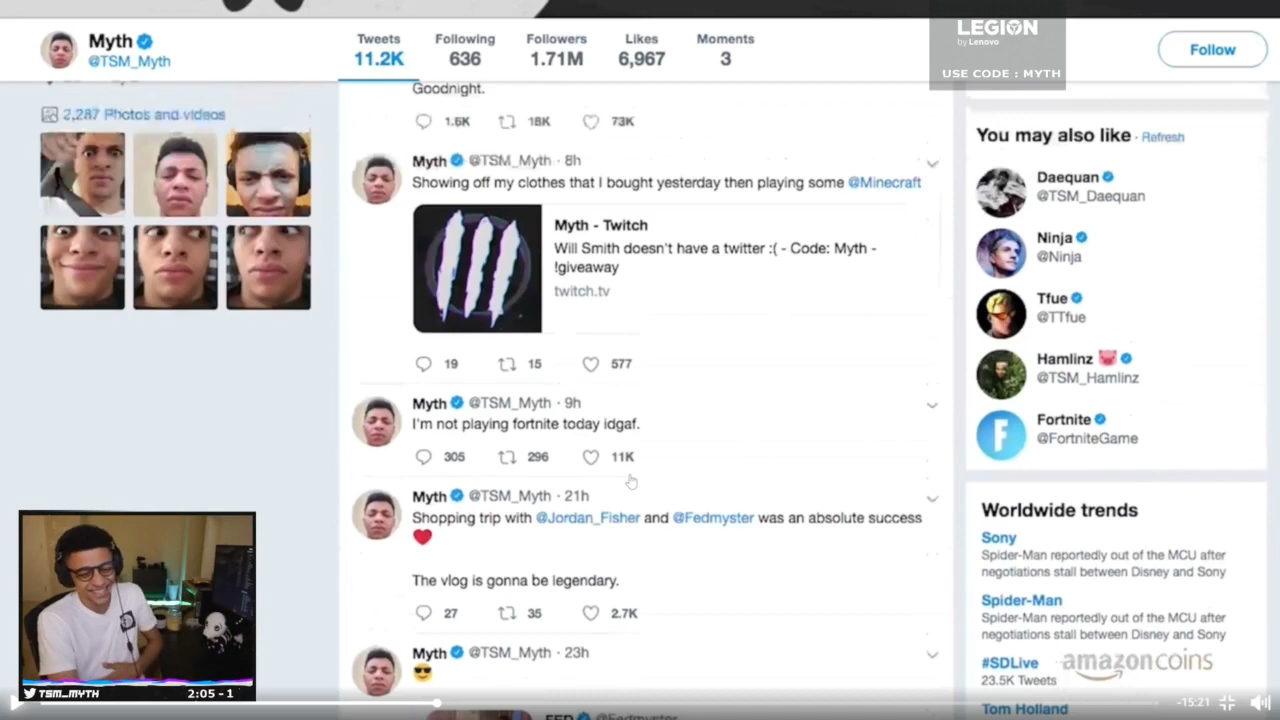 LEGION
by Lenovo
USE CODE : MYTH
Myth
@TSM_Myth
Tweets
11.2K
Following
636
Followers
1.71M
Likes
6,967
Moments
3
Follow
2,287 Photos and videos
Goodnight.
1.6K 18K 73K
Myth @TSM_Myth · 8h
Showing off my clothes that I bought yesterday then playing some @Minecraft
Myth - Twitch
Will Smith doesn't have a twitter :( - Code: Myth -
!giveaway
twitch.tv
19 15 577
Myth @TSM_Myth · 9h
I'm not playing fortnite today idgaf.
305 296 11K
Myth @TSM_Myth · 21h
Shopping trip with @Jordan_Fisher and @Fedmyster was an absolute success
❤️
The vlog is gonna be legendary.
27 35 2.7K
Myth @TSM_Myth · 23h
😎
FED @Fedmyster
You may also like · Refresh
Daequan
@TSM_Daequan
Ninja
@Ninja
Tfue
@TTfue
Hamlinz 🐷
@TSM_Hamlinz
Fortnite
@FortniteGame
Worldwide trends
Sony
Spider-Man reportedly out of the MCU after
negotiations stall between Disney and Sony
Spider-Man
Spider-Man reportedly out of the MCU after
negotiations stall between Disney and Sony
#SDLive
23.5K Tweets
Tom Holland
amazon coins
TSM_MYTH
2:05 - 1
-15:21